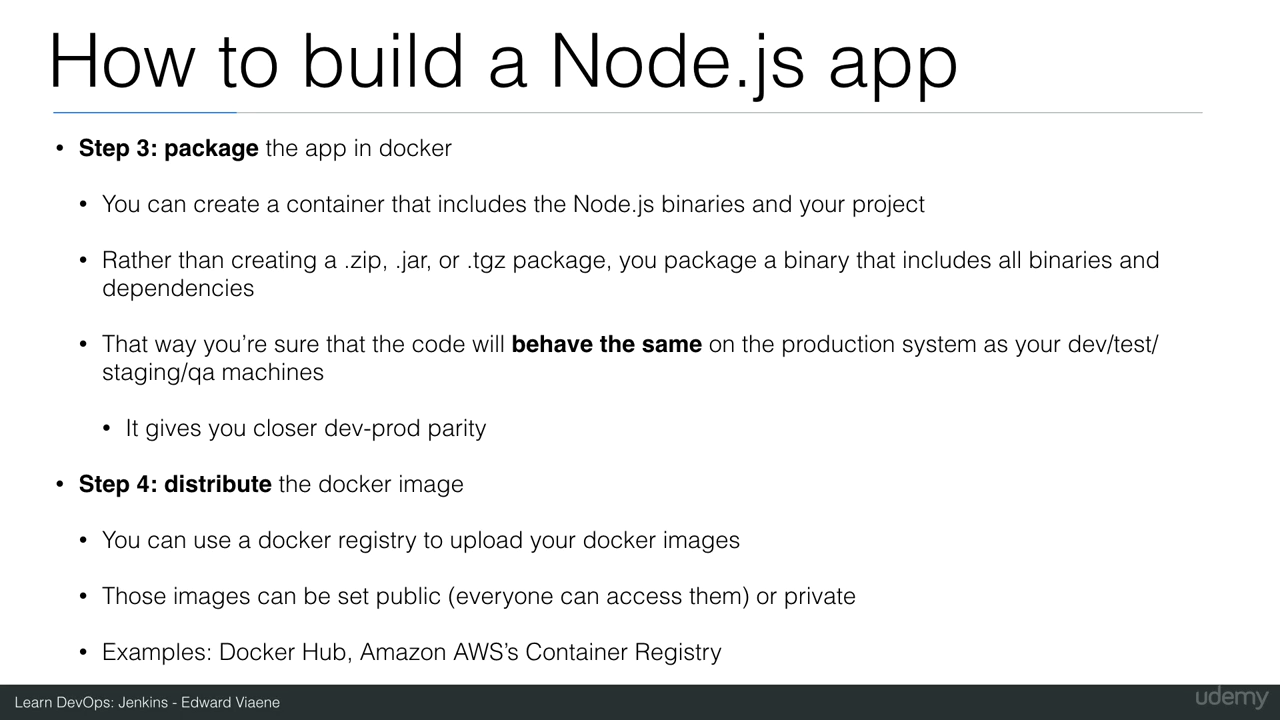 How to build a Node.js app
• Step 3: package the app in docker
• You can create a container that includes the Node.js binaries and your project
• Rather than creating a .zip, .jar, or .tgz package, you package a binary that includes all binaries and
dependencies
• That way you’re sure that the code will behave the same on the production system as your dev/test/
staging/qa machines
• It gives you closer dev-prod parity
• Step 4: distribute the docker image
• You can use a docker registry to upload your docker images
• Those images can be set public (everyone can access them) or private
• Examples: Docker Hub, Amazon AWS’s Container Registry
Learn DevOps: Jenkins - Edward Viaene
udemy